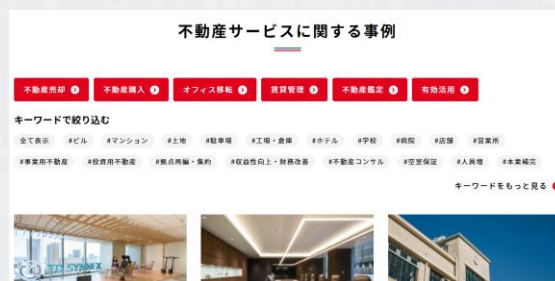 不動産サービスに関する事例
不動産売却 不動産購入 オフィス移転 賃貸管理 不動産鑑定 有効活用
キーワードで絞り込む
全て表示 #ビル #マンション #土地 #駐車場 #工場・倉庫 #ホテル #学校 #病院 #店舗 #営業所
#事業用不動産 #投資用不動産 #拠点再編・集約 #収益性向上・財務改善 #不動産コンサル #空室保証 #人員増 #本業補完
キーワードをもっと見る
TD SYNNEX